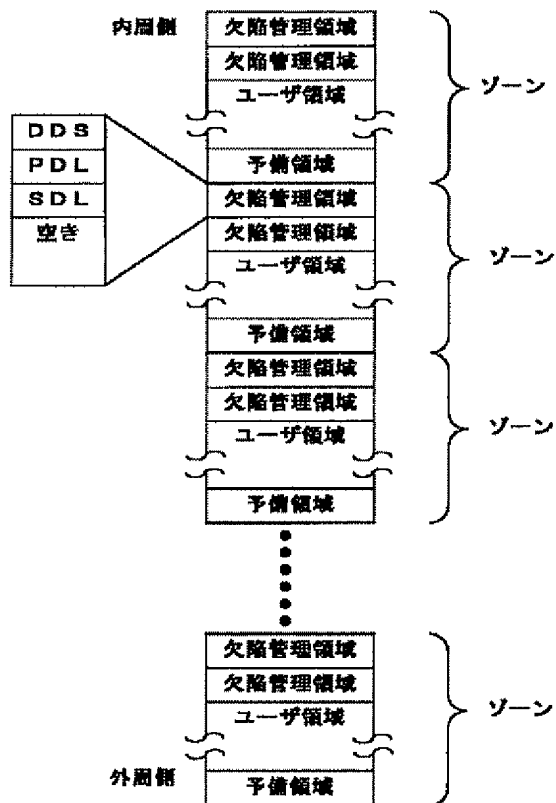 内周側
欠陥管理領域
欠陥管理領域
ユーザ領域
予備領域
ゾーン
DDS
PDL
SDL
空き
欠陥管理領域
欠陥管理領域
ユーザ領域
予備領域
ゾーン
欠陥管理領域
欠陥管理領域
ユーザ領域
予備領域
ゾーン
欠陥管理領域
欠陥管理領域
ユーザ領域
予備領域
ゾーン
外周側